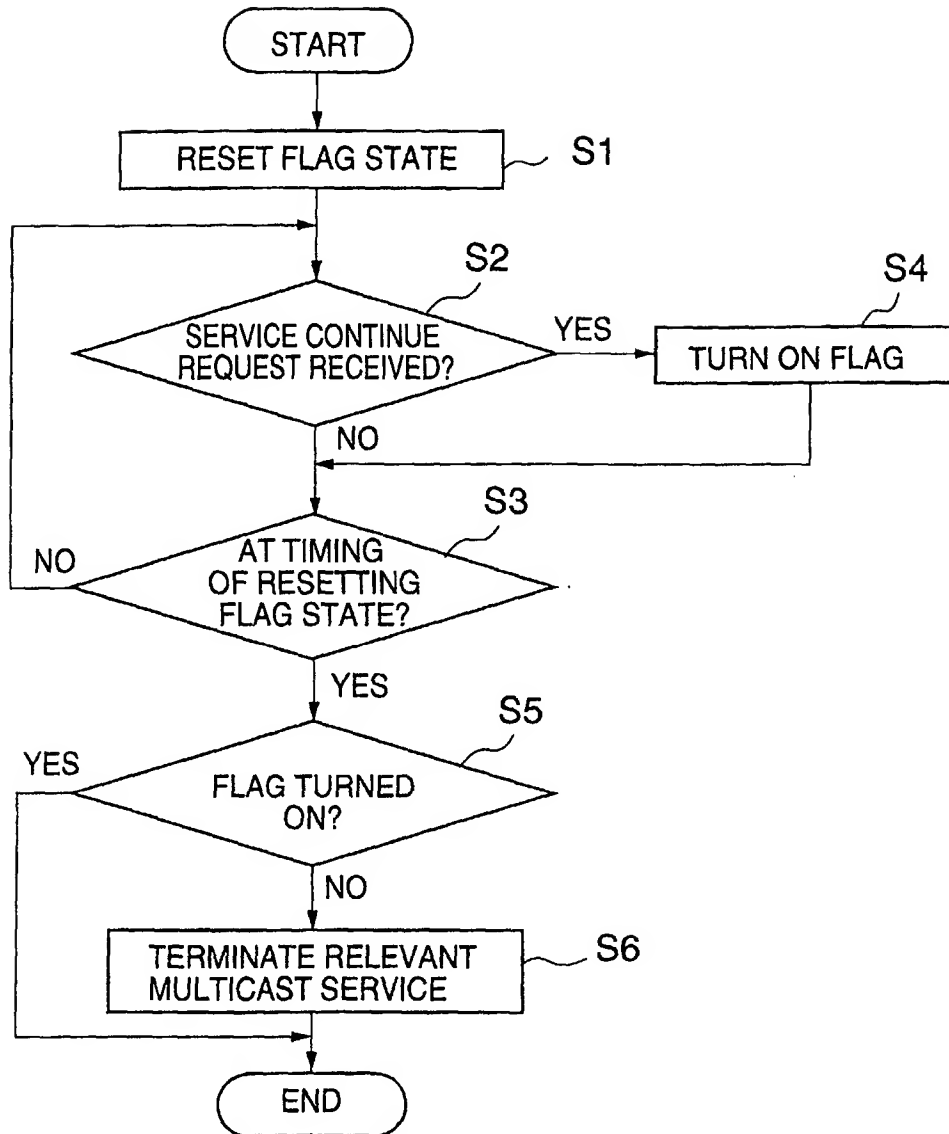 START
RESET FLAG STATE
S1
S2
S4
SERVICE CONTINUE
REQUEST RECEIVED?
YES
TURN ON FLAG
NO
S3
AT TIMING
OF RESETTING
FLAG STATE?
NO
YES
S5
YES
FLAG TURNED
ON?
NO
TERMINATE RELEVANT
MULTICAST SERVICE
S6
END